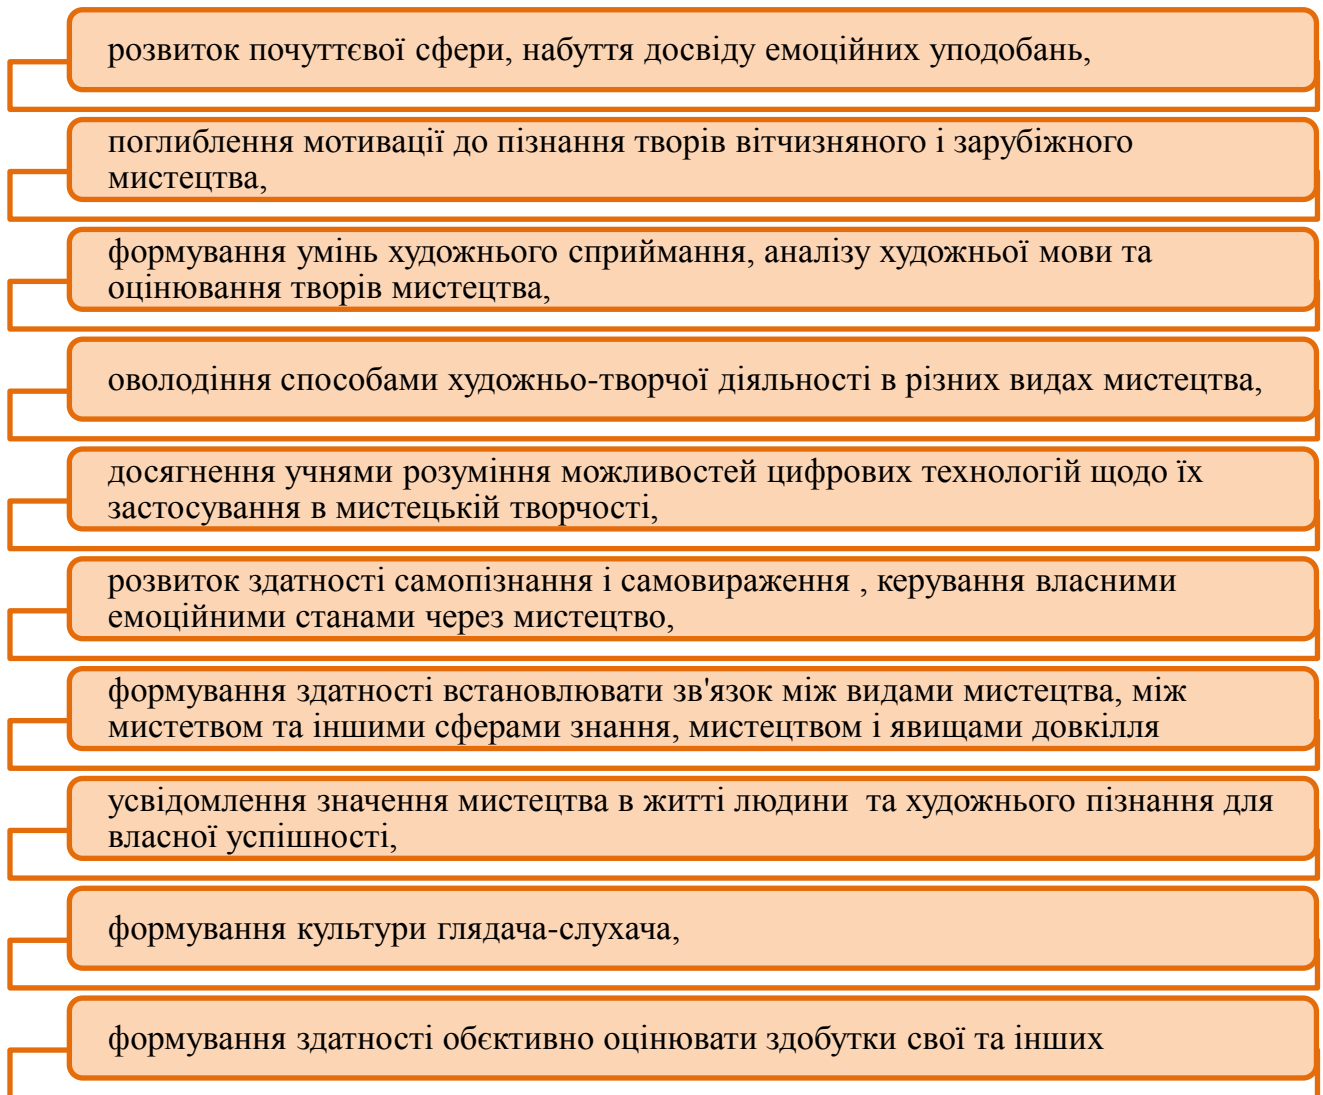 розвиток почуттєвої сфери, набуття досвіду емоційних уподобань,
поглиблення мотивації до пізнання творів вітчизняного і зарубіжного
мистецтва,
формування умінь художнього сприймання, аналізу художньої мови та
оцінювання творів мистецтва,
оволодіння способами художньо-творчої діяльності в різних видах мистецтва,
досягнення учнями розуміння можливостей цифрових технологій щодо їх
застосування в мистецькій творчості,
розвиток здатності самопізнання і самовираження , керування власними
емоційними станами через мистецтво,
формування здатності встановлювати зв'язок між видами мистецтва, між
мистетвом та іншими сферами знання, мистецтвом і явищами довкілля
усвідомлення значення мистецтва в житті людини  та художнього пізнання для
власної успішності,
формування культури глядача-слухача,
формування здатності обєктивно оцінювати здобутки свої та інших